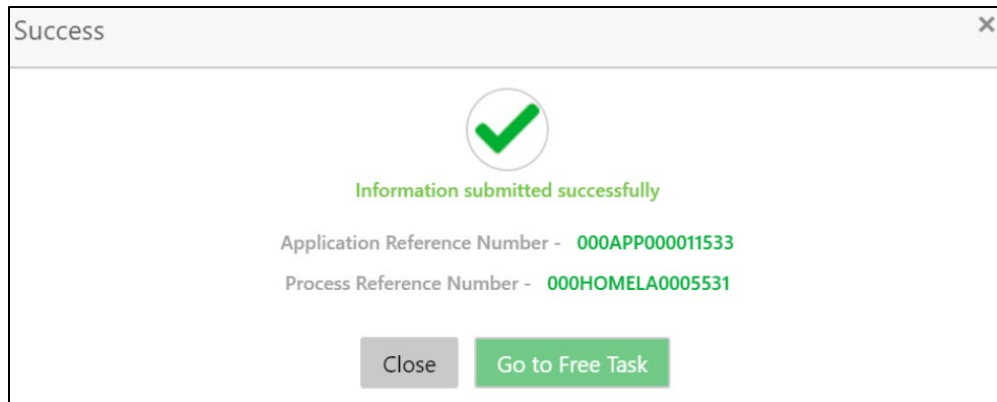 Success
Information submitted successfully
Application Reference Number - 000APP000011533
Process Reference Number - 000HOMELA0005531
Close Go to Free Task